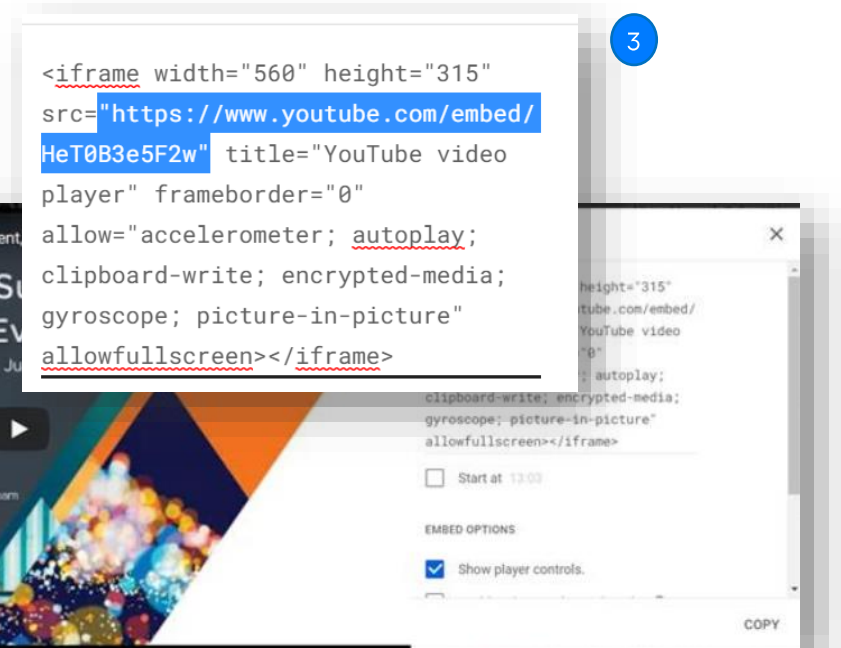 3
<iframe width="560" height="315"
src="https://www.youtube.com/embed/
HeT0B3e5F2w" title="YouTube video
player" frameborder="0"
allow="accelerometer; autoplay;
clipboard-write; encrypted-media;
gyroscope; picture-in-picture"
allowfullscreen></iframe>
height="315"
tube.com/embed/
YouTube video
"0"
; autoplay;
clipboard-write; encrypted-media;
gyroscope; picture-in-picture"
allowfullscreen></iframe>
Start at 13:03
EMBED OPTIONS
Show player controls.
COPY